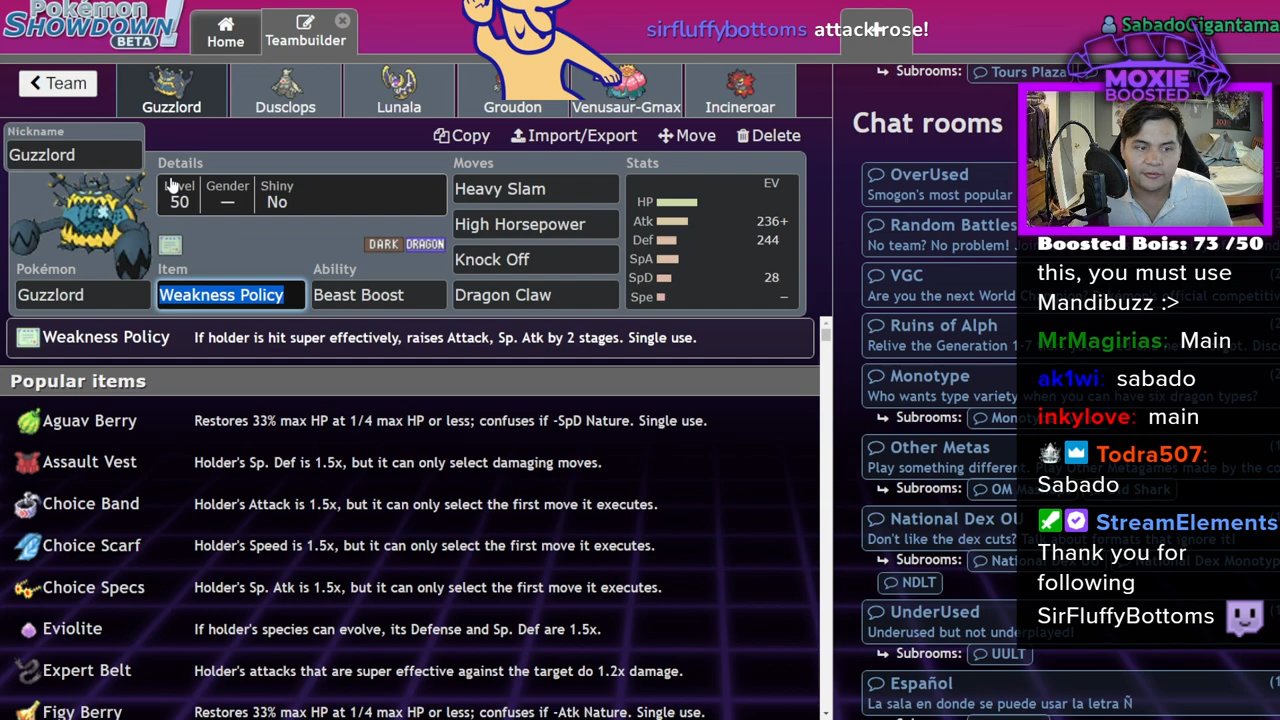 Pokémon
SHOWDOWN!
BETA
Home
Teambuilder
sirfluffybottoms attack rose!
SabadoGigantama
Team
Guzzlord
Dusclops
Lunala
Groudon
Venusaur-Gmax
Incineroar
Copy
Import/Export
Move
Delete
Nickname
Guzzlord
Details
Level
50
Gender
—
Shiny
No
DARK DRAGON
Pokémon
Guzzlord
Item
Weakness Policy
Ability
Beast Boost
Moves
Heavy Slam
High Horsepower
Knock Off
Dragon Claw
Stats
EV
HP
Atk 236+
Def 244
SpA
SpD 28
Spe –
Weakness Policy If holder is hit super effectively, raises Attack, Sp. Atk by 2 stages. Single use.
Popular items
Aguav Berry Restores 33% max HP at 1/4 max HP or less; confuses if -SpD Nature. Single use.
Assault Vest Holder's Sp. Def is 1.5x, but it can only select damaging moves.
Choice Band Holder's Attack is 1.5x, but it can only select the first move it executes.
Choice Scarf Holder's Speed is 1.5x, but it can only select the first move it executes.
Choice Specs Holder's Sp. Atk is 1.5x, but it can only select the first move it executes.
Eviolite If holder's species can evolve, its Defense and Sp. Def are 1.5x.
Expert Belt Holder's attacks that are super effective against the target do 1.2x damage.
Figy Berry Restores 33% max HP at 1/4 max HP or less; confuses if -Atk Nature. Single use.
Subrooms: Tours Plaza
Chat rooms
OverUsed
Smogon's most popular
Random Battles
No team? No problem!
VGC
Are you the next World
Ruins of Alph
Relive the Generation 1-7
Monotype
Who wants type variety when you can have six dragon types?
Subrooms:
Other Metas
Play something different.
Subrooms: OM
National Dex OU
Don't like the dex cuts? Talk about formats that ignore it!
Subrooms:
NDLT
UnderUsed
Underused but not underplayed!
Subrooms: UULT
Español
La sala en donde se puede usar la letra Ñ
MOXIE
BOOSTED
Boosted Bois: 73 /50
this, you must use
Mandibuzz :>
MrMagirias: Main
ak1wi: sabado
inkylove: main
Todra507:
Sabado
StreamElements
Thank you for
following
SirFluffyBottoms